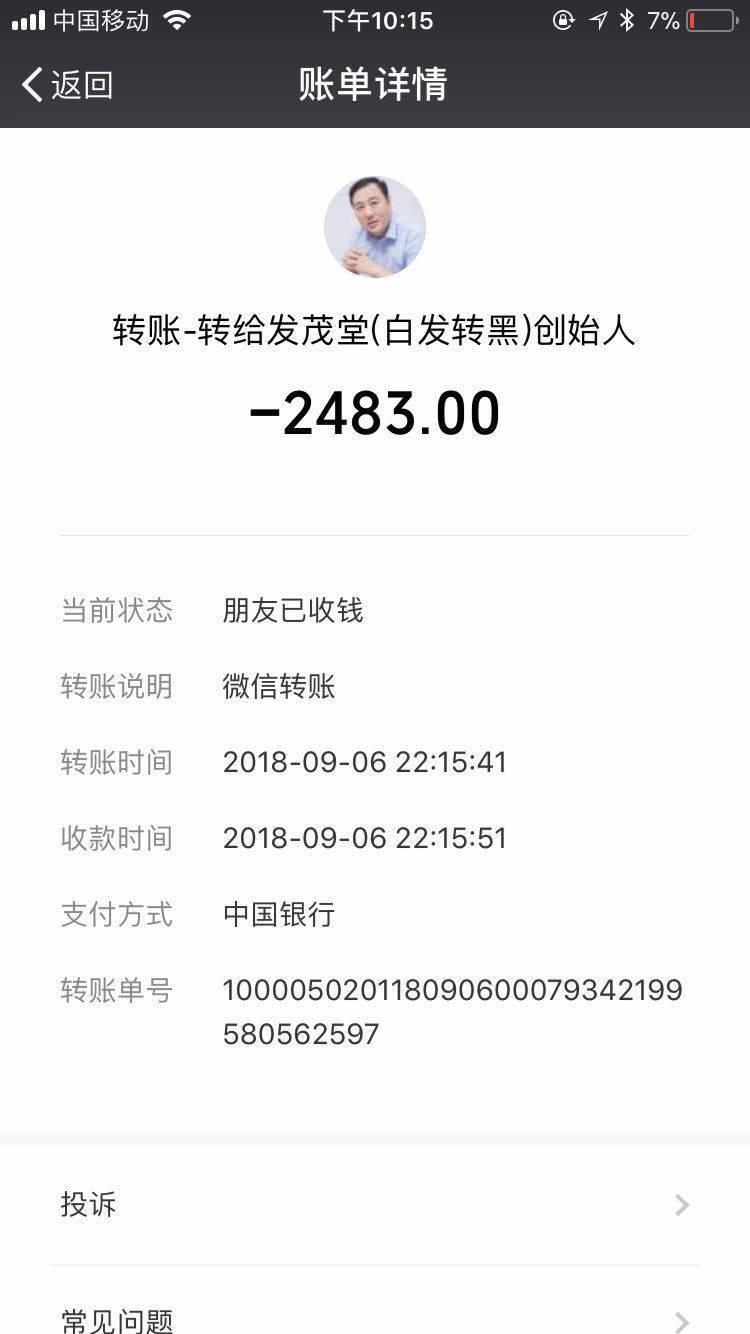 中国移动 下午10:15 7%
返回 账单详情
转账-转给发茂堂(白发转黑)创始人
-2483.00
当前状态 朋友已收钱
转账说明 微信转账
转账时间 2018-09-06 22:15:41
收款时间 2018-09-06 22:15:51
支付方式 中国银行
转账单号 100005020118090600079342199
580562597
投诉
常见问题